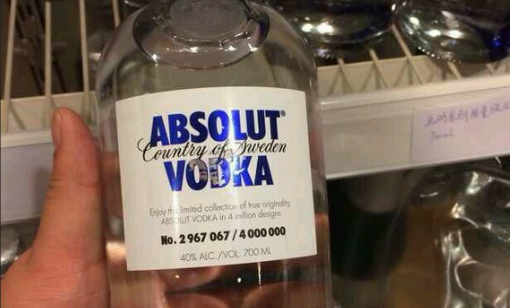 ABSOLUT®
Country of Sweden
VODKA
Enjoy the limited collection of true originality,
ABSOLUT VODKA in 4 million designs
No. 2 967 067 / 4 000 000
40% ALC./VOL. 700 ML